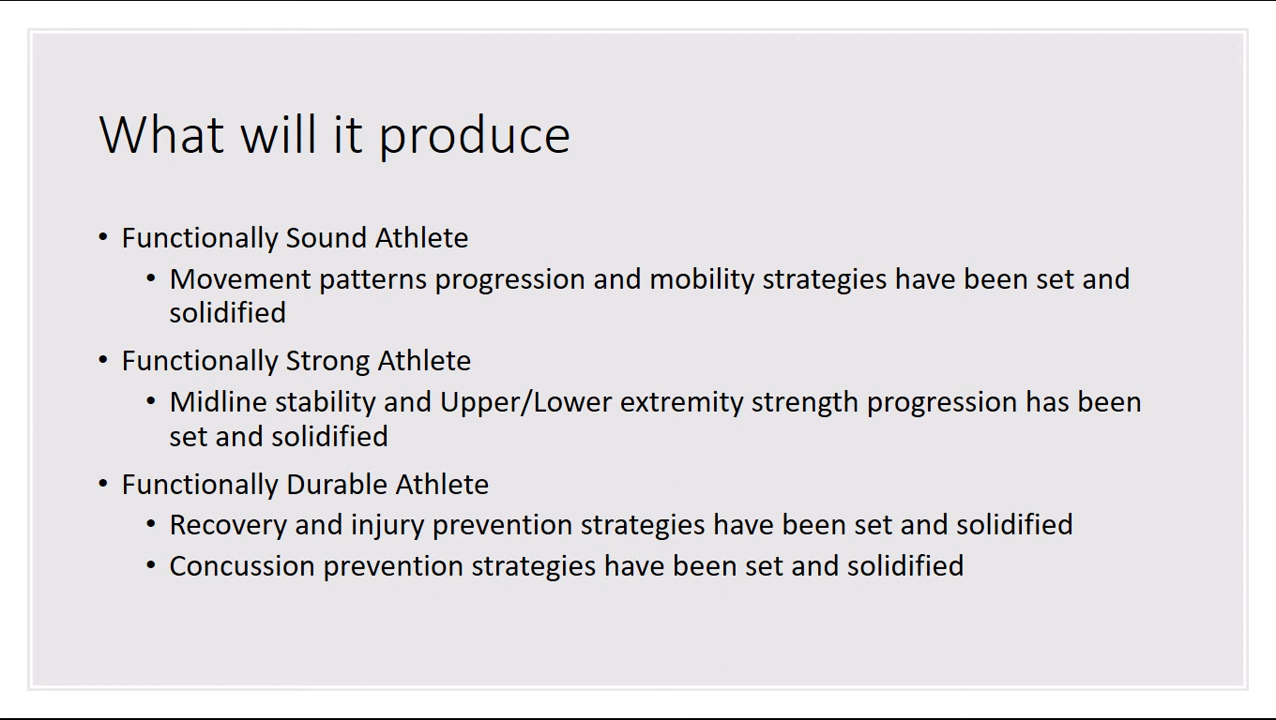 What will it produce
• Functionally Sound Athlete
• Movement patterns progression and mobility strategies have been set and
solidified
• Functionally Strong Athlete
• Midline stability and Upper/Lower extremity strength progression has been
set and solidified
• Functionally Durable Athlete
• Recovery and injury prevention strategies have been set and solidified
• Concussion prevention strategies have been set and solidified